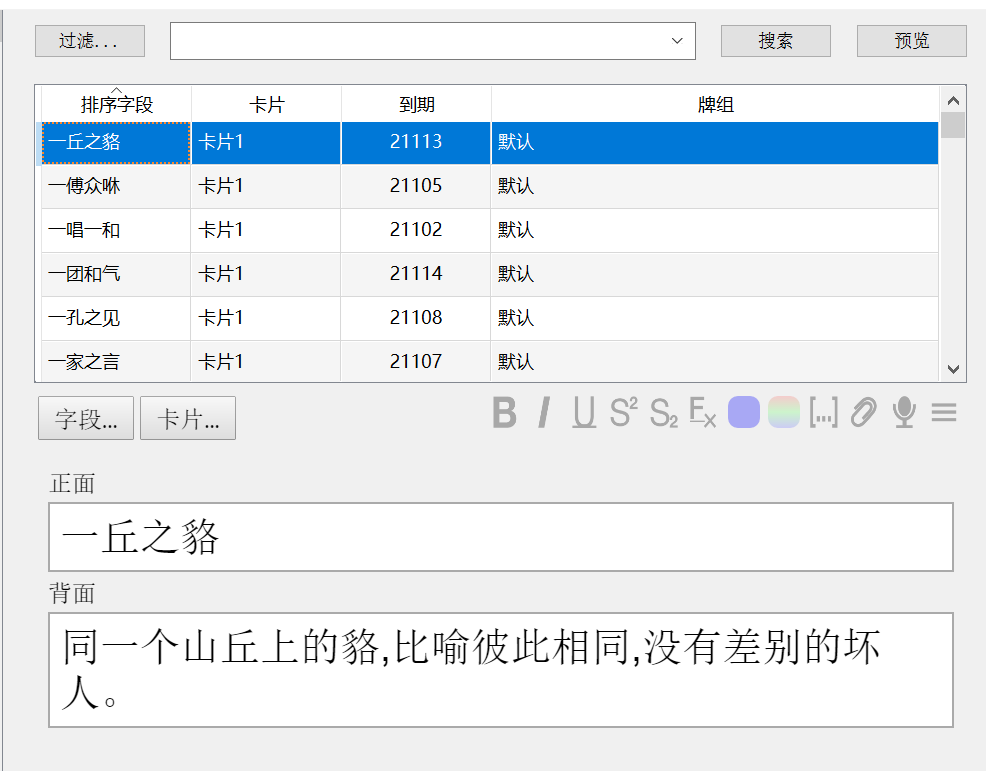 过滤...
搜索
预览
排序字段 卡片 到期 牌组
一丘之貉 卡片1 21113 默认
一傅众咻 卡片1 21105 默认
一唱一和 卡片1 21102 默认
一团和气 卡片1 21114 默认
一孔之见 卡片1 21108 默认
一家之言 卡片1 21107 默认
字段... 卡片...
B I U S² S₂ Fx [...]
正面
一丘之貉
背面
同一个山丘上的貉,比喻彼此相同,没有差别的坏
人。